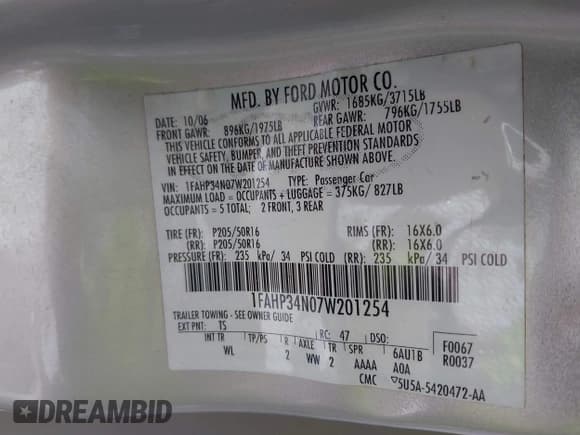 MFD. BY FORD MOTOR CO.
DATE: 10/06 GVWR: 1685KG/3715LB
FRONT GAWR: 896KG/1975LB REAR GAWR: 796KG/1755LB
THIS VEHICLE CONFORMS TO ALL APPLICABLE FEDERAL MOTOR
VEHICLE SAFETY, BUMPER, AND THEFT PREVENTION STANDARDS
IN EFFECT ON THE DATE OF MANUFACTURE SHOWN ABOVE.
VIN: 1FAHP34N07W201254 TYPE: Passenger Car
MAXIMUM LOAD = OCCUPANTS + LUGGAGE = 375KG/ 827LB
OCCUPANTS = 5 TOTAL; 2 FRONT, 3 REAR
TIRE (FR): P205/50R16 RIMS (FR): 16X6.0
(RR): P205/50R16 (RR): 16X6.0
PRESSURE (FR): 235 kPa/ 34 PSI COLD (RR): 235 kPa/ 34 PSI COLD
1FAHP34N07W201254
TRAILER TOWING - SEE OWNER GUIDE
EXT PNT: TS RC: 47 DSO: F0067
INT TR TP/PS R AXLE TR SPR 6AU1B R0037
WL 2 WW 2 AAAA A0A
CMC 5U5A-5420472-AA
DREAMBID